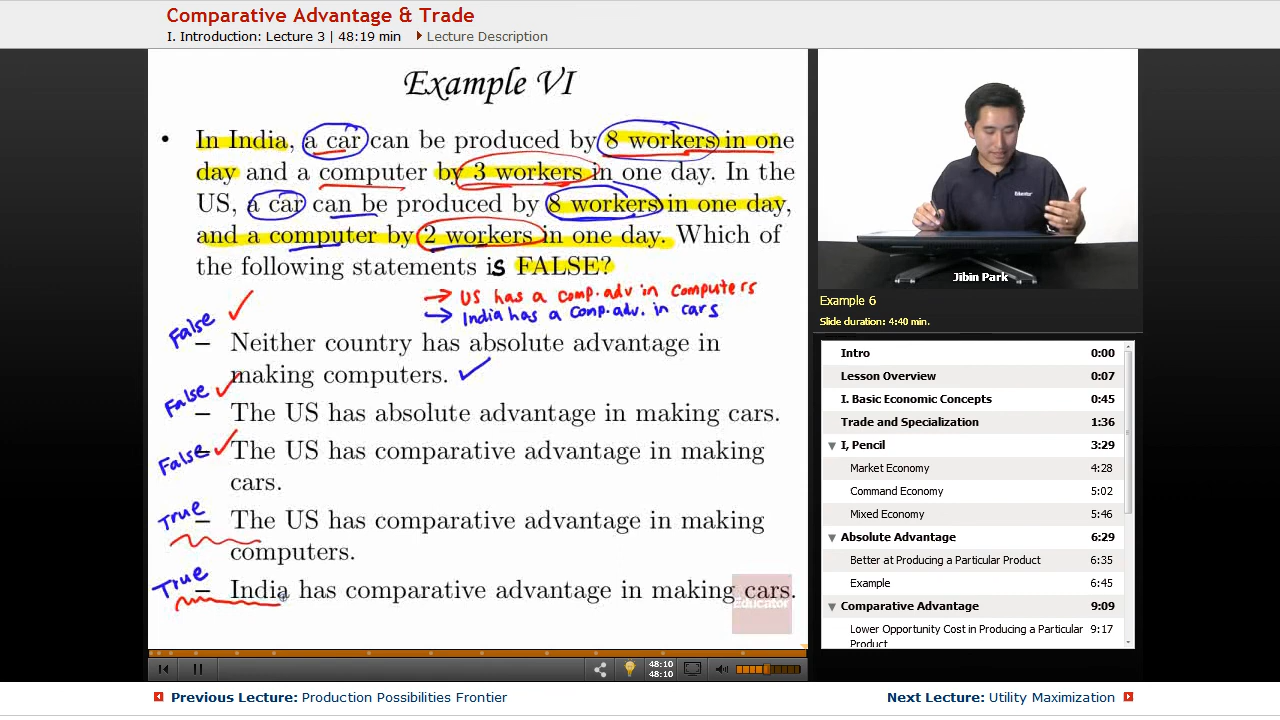 Comparative Advantage & Trade
I. Introduction: Lecture 3 | 48:19 min Lecture Description
Example VI
• In India, a car can be produced by 8 workers in one
day and a computer by 3 workers in one day. In the
US, a car can be produced by 8 workers in one day,
and a computer by 2 workers in one day. Which of
the following statements is FALSE?
→ US has a comp. adv in computers
→ India has a comp. adv. in cars
False
– Neither country has absolute advantage in
making computers.
False
– The US has absolute advantage in making cars.
False
– The US has comparative advantage in making
cars.
True
– The US has comparative advantage in making
computers.
True
– India has comparative advantage in making cars.
Educator
Educator
Jibin Park
Example 6
Slide duration: 4:40 min.
Intro 0:00
Lesson Overview 0:07
I. Basic Economic Concepts 0:45
Trade and Specialization 1:36
I, Pencil 3:29
Market Economy 4:28
Command Economy 5:02
Mixed Economy 5:46
Absolute Advantage 6:29
Better at Producing a Particular Product 6:35
Example 6:45
Comparative Advantage 9:09
Lower Opportunity Cost in Producing a Particular 9:17
Product
48:10
48:10
Previous Lecture: Production Possibilities Frontier
Next Lecture: Utility Maximization